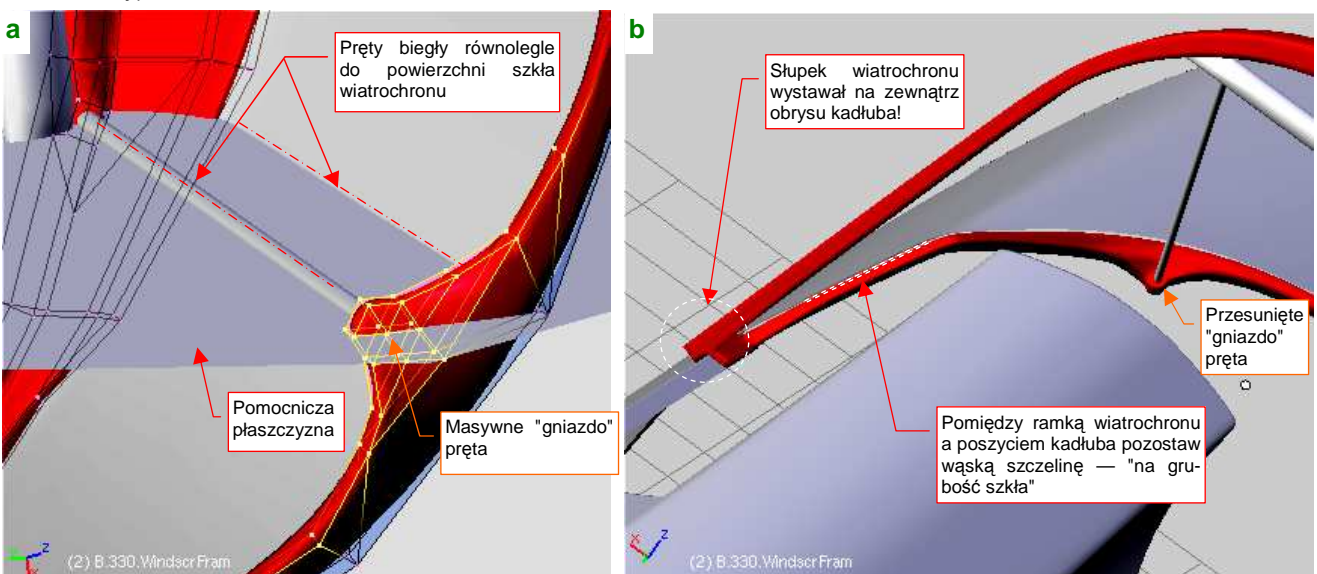 a
Pręty biegły równolegle
do powierzchni szkła
wiatrochronu
Pomocnicza
płaszczyzna
Masywne "gniazdo"
pręta
z
x
(2) B.330.WindscrFram
b
Słupek wiatrochronu
wystawał na zewnątrz
obrysu kadłuba!
Przesunięte
"gniazdo"
pręta
Pomiędzy ramką wiatrochronu
a poszyciem kadłuba pozostaw
wąską szczelinę — "na gru-
bość szkła"
x
z
(2) B.330.WindscrFram